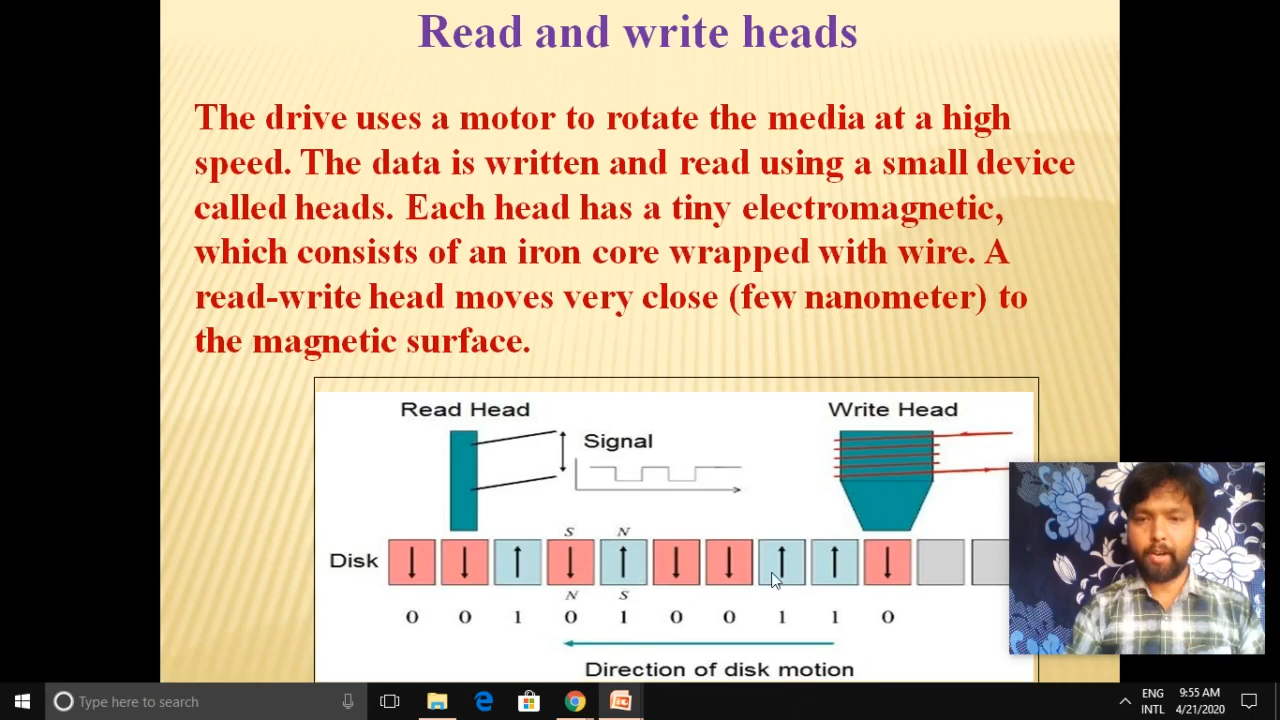 Read and write heads
The drive uses a motor to rotate the media at a high
speed. The data is written and read using a small device
called heads. Each head has a tiny electromagnetic,
which consists of an iron core wrapped with wire. A
read-write head moves very close (few nanometer) to
the magnetic surface.
Read Head
Write Head
Signal
S N
Disk
N S
0 0 1 0 1 0 0 1 1 0
Direction of disk motion
Type here to search
ENG 9:55 AM
INTL 4/21/2020